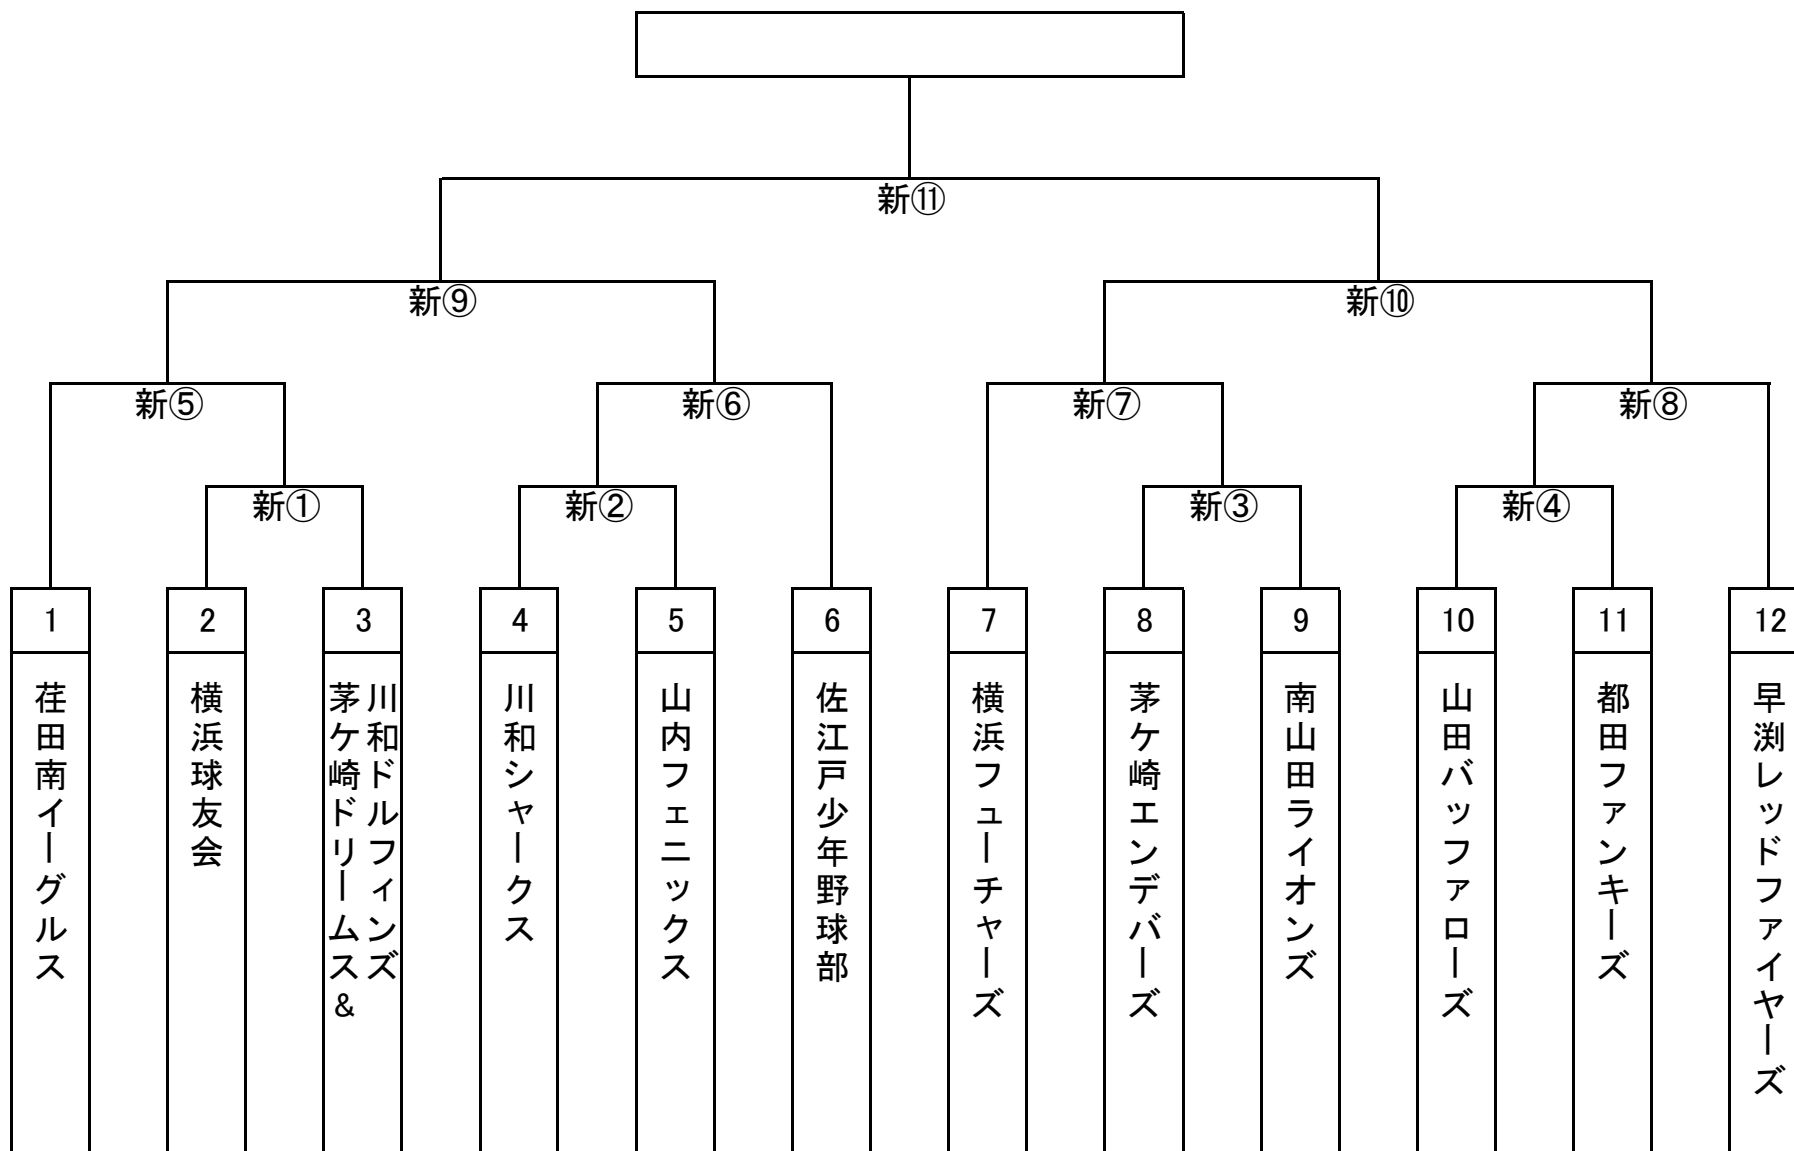 新⑪
新⑨
新⑩
新⑤
新⑥
新⑦
新⑧
新①
新②
新③
新④
1
2
3
4
5
6
7
8
9
10
11
12
荏田南イーグルス
横浜球友会
川和ドルフィンズ
茅ケ崎ドリームス&
川和シャークス
山内フェニックス
佐江戸少年野球部
横浜フューチャーズ
茅ケ崎エンデバーズ
南山田ライオンズ
山田バッファローズ
都田ファンキーズ
早渕レッドファイヤーズ